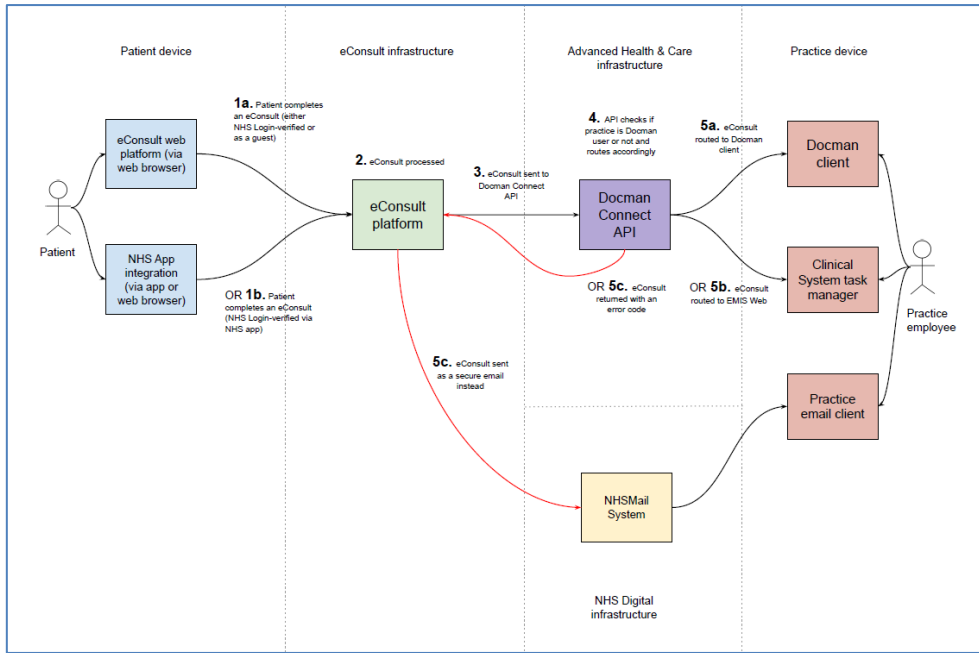 Patient device
eConsult infrastructure
Advanced Health & Care
infrastructure
Practice device
1a. Patient completes
an eConsult (either
NHS Login-verified or
as a guest)
eConsult web
platform (via
web browser)
Patient
NHS App
integration
(via app or
web browser)
OR 1b. Patient
completes an eConsult
(NHS Login-verified via
NHS app)
2. eConsult processed
eConsult
platform
3. eConsult sent to
Docman Connect
API
4. API checks if
practice is Docman
user or not and
routes accordingly
Docman
Connect
API
OR 5c. eConsult
returned with an
error code
5a. eConsult
routed to Docman
client
OR 5b. eConsult
routed to EMIS Web
Docman
client
Clinical
System task
manager
Practice
employee
5c. eConsult sent
as a secure email
instead
Practice
email client
NHSMail
System
NHS Digital
infrastructure